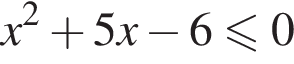 x² + 5x − 6 ⩽ 0